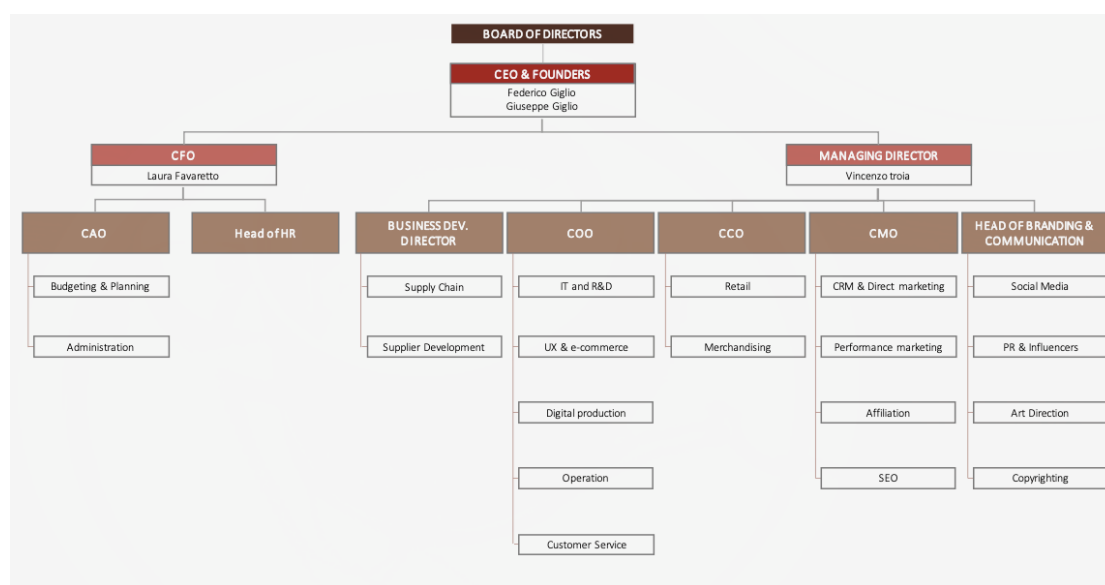 BOARD OF DIRECTORS
CEO & FOUNDERS
Federico Giglio
Giuseppe Giglio
CFO
Laura Favaretto
MANAGING DIRECTOR
Vincenzo troia
CAO
Head of HR
BUSINESS DEV.
DIRECTOR
COO
CCO
CMO
HEAD OF BRANDING &
COMMUNICATION
Budgeting & Planning
Supply Chain
IT and R&D
Retail
CRM & Direct marketing
Social Media
Administration
Supplier Development
UX & e-commerce
Merchandising
Performance marketing
PR & Influencers
Digital production
Affiliation
Art Direction
Operation
SEO
Copyrighting
Customer Service